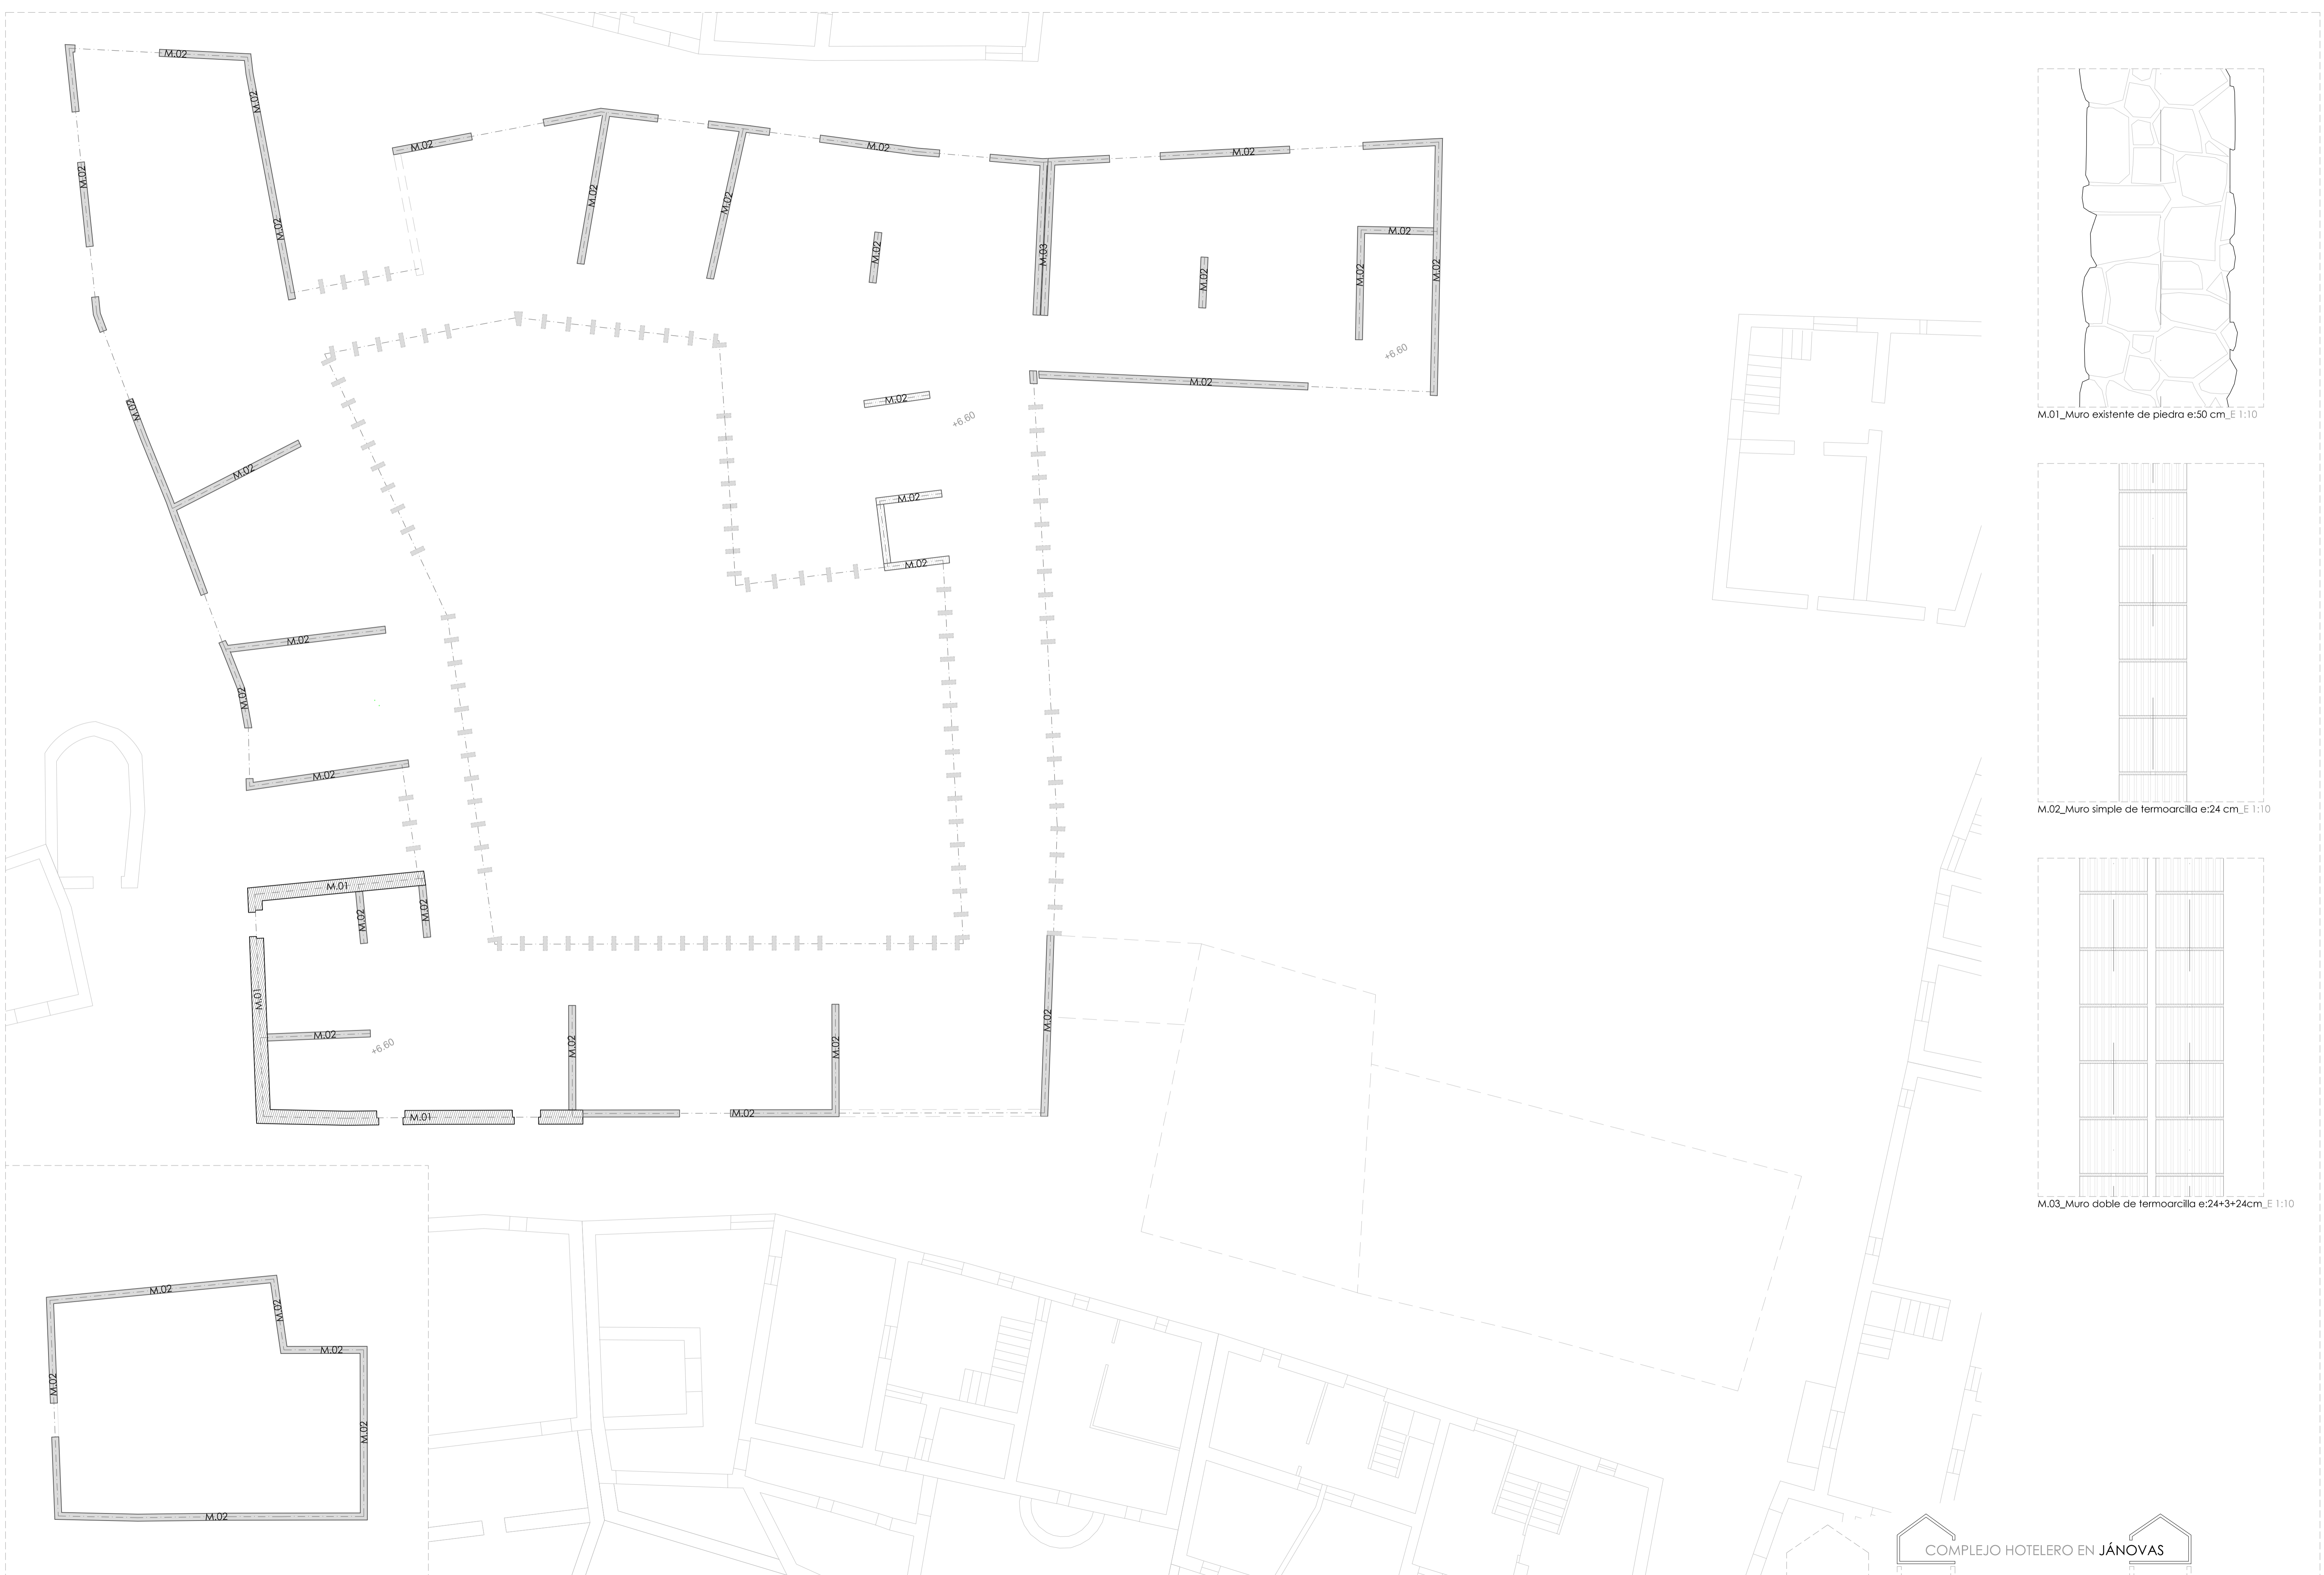 M.02
M.02
M.02
M.02
M.02
M.02
M.02
M.02
M.02
M.02
M.03
M.02
M.02
M.02
M.02
M.02
+6.60
M.02
M.02
+6.60
M.02
M.02
M.02
M.02
M.02
M.02
M.02
M.01
M.02
M.02
M.01
M.02
+6.60
M.02
M.02
M.02
M.01
M.02
M.02
M.02
M.02
M.02
M.02
M.02
M.01_Muro existente de piedra e:50 cm_E 1:10
M.02_Muro simple de termoarcilla e:24 cm_E 1:10
M.03_Muro doble de termoarcilla e:24+3+24cm_E 1:10
COMPLEJO HOTELERO EN JÁNOVAS